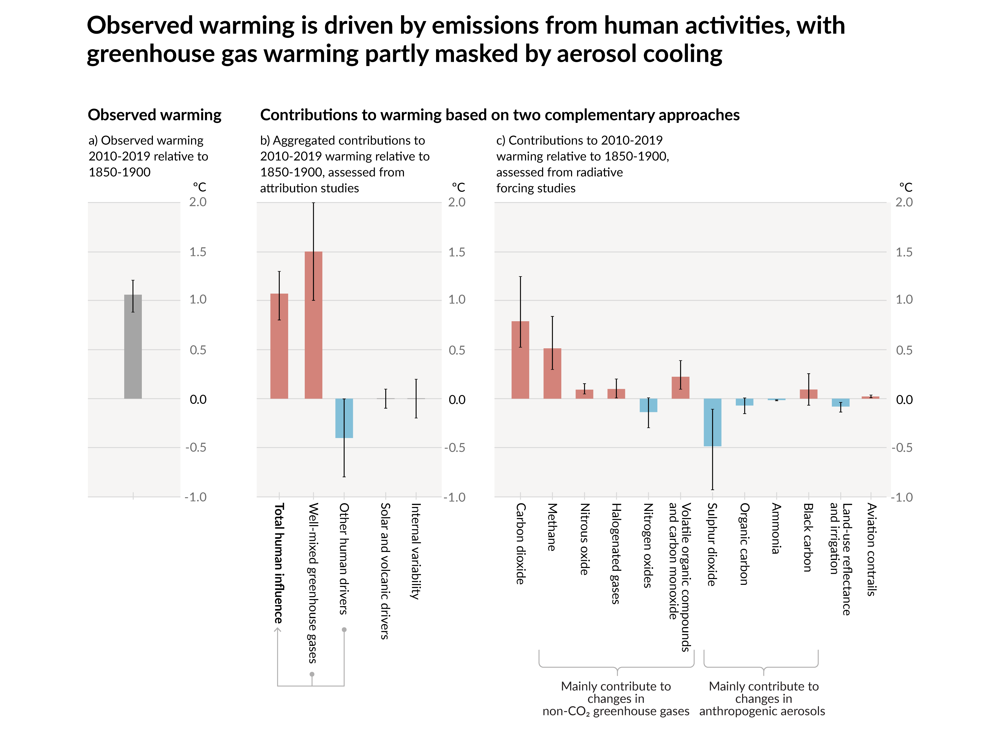 Observed warming is driven by emissions from human activities, with
greenhouse gas warming partly masked by aerosol cooling
Observed warming
a) Observed warming
2010-2019 relative to
1850-1900
ºC
2.0
1.5
1.0
0.5
0.0
-0.5
-1.0
Contributions to warming based on two complementary approaches
b) Aggregated contributions to
2010-2019 warming relative to
1850-1900, assessed from
attribution studies
ºC
2.0
1.5
1.0
0.5
0.0
-0.5
-1.0
Total human influence
Well-mixed greenhouse gases
Other human drivers
Solar and volcanic drivers
Internal variability
c) Contributions to 2010-2019
warming relative to 1850-1900,
assessed from radiative
forcing studies
ºC
2.0
1.5
1.0
0.5
0.0
-0.5
-1.0
Carbon dioxide
Methane
Nitrous oxide
Halogenated gases
Nitrogen oxides
Volatile organic compounds
and carbon monoxide
Sulphur dioxide
Organic carbon
Ammonia
Black carbon
Land-use reflectance
and irrigation
Aviation contrails
Mainly contribute to
changes in
non-CO₂ greenhouse gases
Mainly contribute to
changes in
anthropogenic aerosols